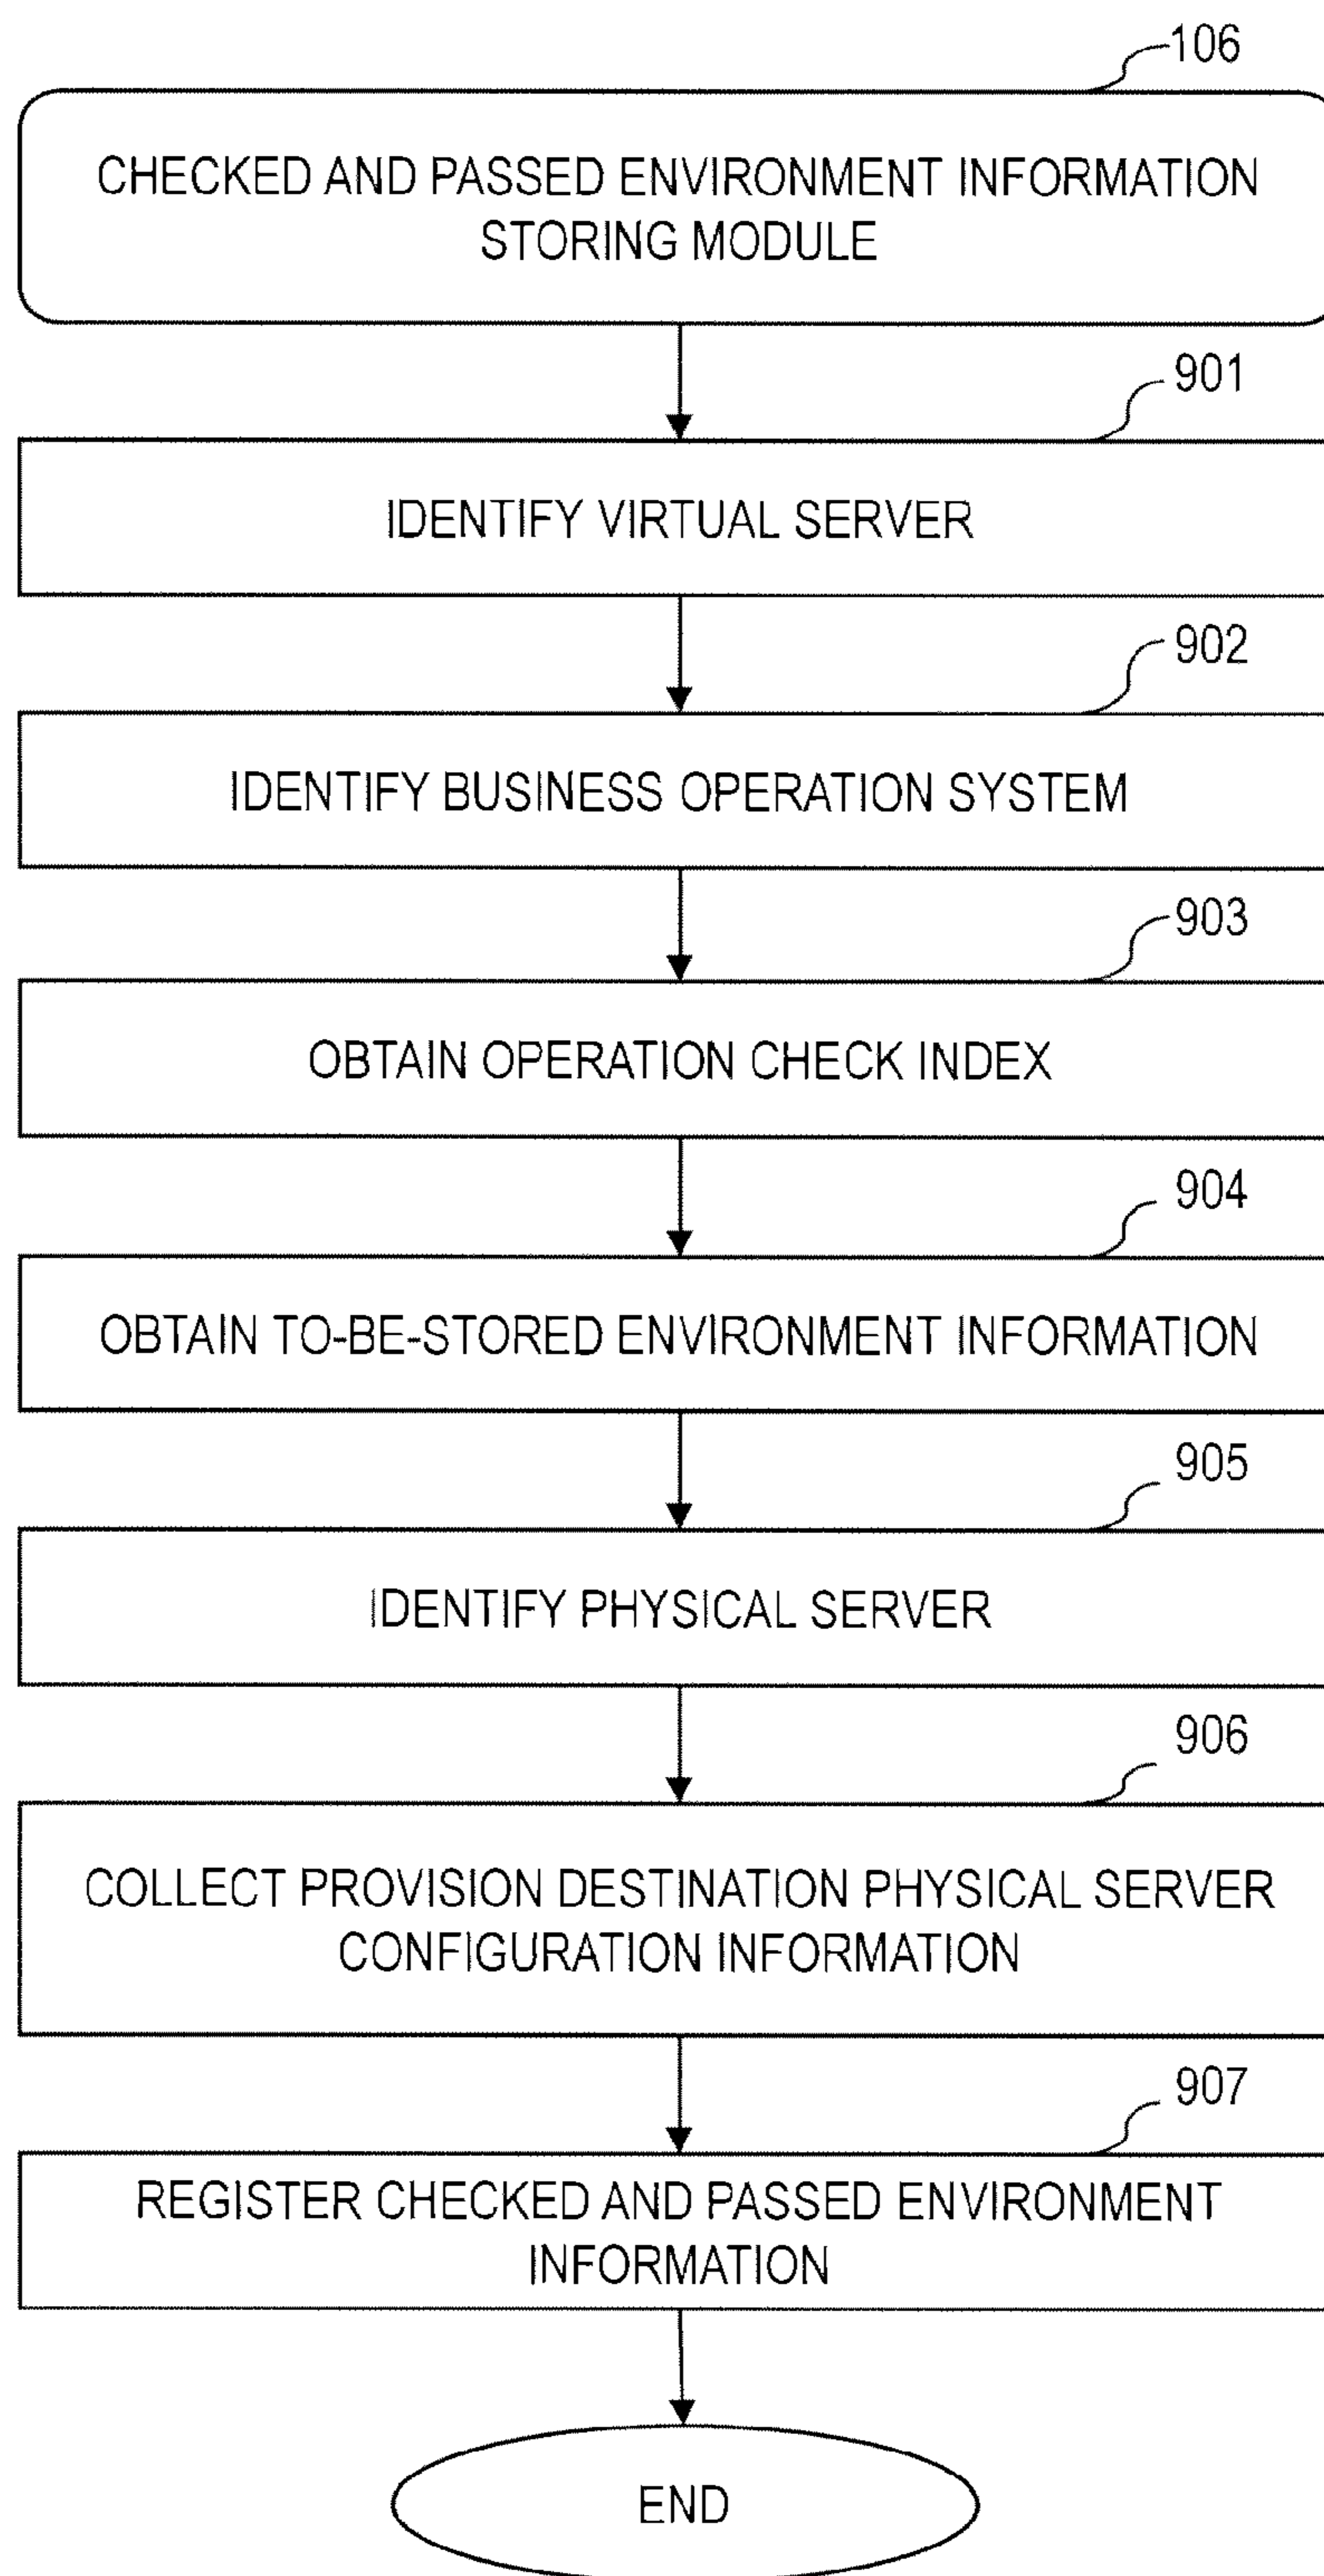 106
CHECKED AND PASSED ENVIRONMENT INFORMATION
STORING MODULE
901
IDENTIFY VIRTUAL SERVER
902
IDENTIFY BUSINESS OPERATION SYSTEM
903
OBTAIN OPERATION CHECK INDEX
904
OBTAIN TO-BE-STORED ENVIRONMENT INFORMATION
905
IDENTIFY PHYSICAL SERVER
906
COLLECT PROVISION DESTINATION PHYSICAL SERVER
CONFIGURATION INFORMATION
907
REGISTER CHECKED AND PASSED ENVIRONMENT
INFORMATION
END